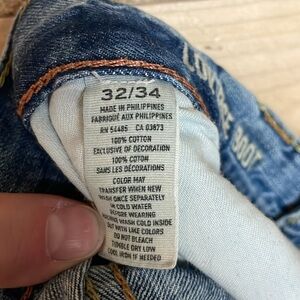 32/34
MADE IN PHILIPPINES
FABRIQUÉ AUX PHILIPPINES
RN 54485 CA 03873
100% COTTON
EXCLUSIVE OF DECORATION
100% COTON
SANS LES DÉCORATIONS
COLOR MAY
TRANSFER WHEN NEW
WASH ONCE SEPARATELY
IN COLD WATER
BEFORE WEARING
MACHINE WASH COLD INSIDE
OUT WITH LIKE COLORS
DO NOT BLEACH
TUMBLE DRY LOW
COOL IRON IF NEEDED
BOOT